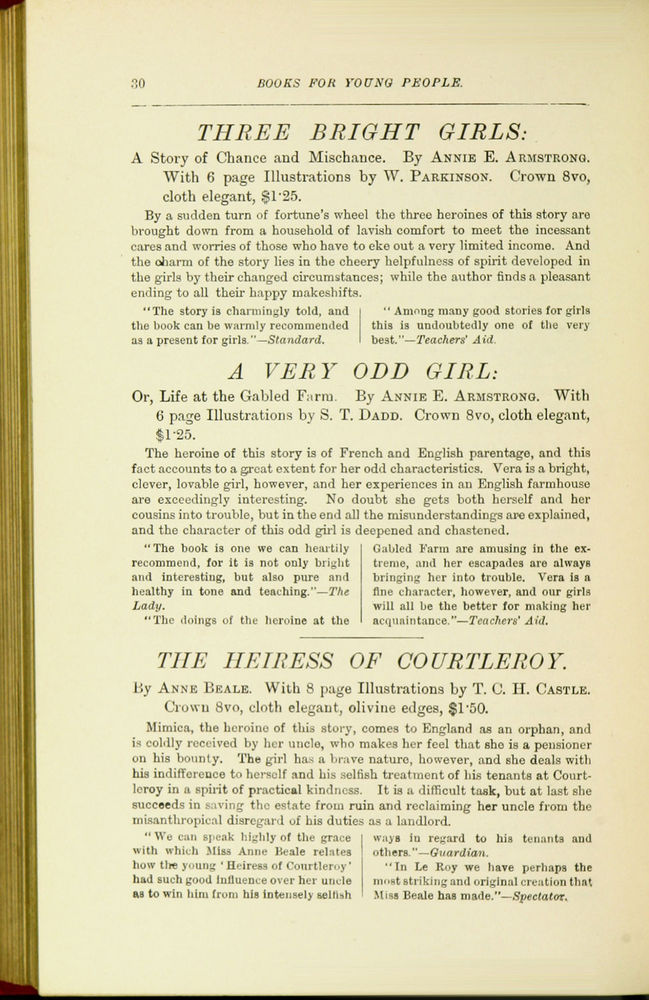 30
BOOKS FOR YOUNG PEOPLE.
THREE BRIGHT GIRLS:
A Story of Chance and Mischance. By ANNIE E. ARMSTRONG.
With 6 page Illustrations by W. PARKINSON. Crown 8vo,
cloth elegant, $1·25.
By a sudden turn of fortune's wheel the three heroines of this story are
brought down from a household of lavish comfort to meet the incessant
cares and worries of those who have to eke out a very limited income. And
the charm of the story lies in the cheery helpfulness of spirit developed in
the girls by their changed circumstances; while the author finds a pleasant
ending to all their happy makeshifts.
"The story is charmingly told, and
the book can be warmly recommended
as a present for girls."—Standard.
"Among many good stories for girls
this is undoubtedly one of the very
best."—Teachers' Aid.
A VERY ODD GIRL:
Or, Life at the Gabled Farm. By ANNIE E. ARMSTRONG. With
6 page Illustrations by S. T. DADD. Crown 8vo, cloth elegant,
$1·25.
The heroine of this story is of French and English parentage, and this
fact accounts to a great extent for her odd characteristics. Vera is a bright,
clever, lovable girl, however, and her experiences in an English farmhouse
are exceedingly interesting. No doubt she gets both herself and her
cousins into trouble, but in the end all the misunderstandings are explained,
and the character of this odd girl is deepened and chastened.
"The book is one we can heartily
recommend, for it is not only bright
and interesting, but also pure and
healthy in tone and teaching."—The
Lady.
"The doings of the heroine at the
Gabled Farm are amusing in the ex-
treme, and her escapades are always
bringing her into trouble. Vera is a
fine character, however, and our girls
will all be the better for making her
acquaintance."—Teachers' Aid.
THE HEIRESS OF COURTLEROY.
By ANNE BEALE. With 8 page Illustrations by T. C. H. CASTLE.
Crown 8vo, cloth elegant, olivine edges, $1·50.
Mimica, the heroine of this story, comes to England as an orphan, and
is coldly received by her uncle, who makes her feel that she is a pensioner
on his bounty. The girl has a brave nature, however, and she deals with
his indifference to herself and his selfish treatment of his tenants at Court-
leroy in a spirit of practical kindness. It is a difficult task, but at last she
succeeds in saving the estate from ruin and reclaiming her uncle from the
misanthropical disregard of his duties as a landlord.
"We can speak highly of the grace
with which Miss Anne Beale relates
how the young 'Heiress of Courtleroy'
had such good influence over her uncle
as to win him from his intensely selfish
ways in regard to his tenants and
others."—Guardian.
"In Le Roy we have perhaps the
most striking and original creation that
Miss Beale has made."—Spectator.